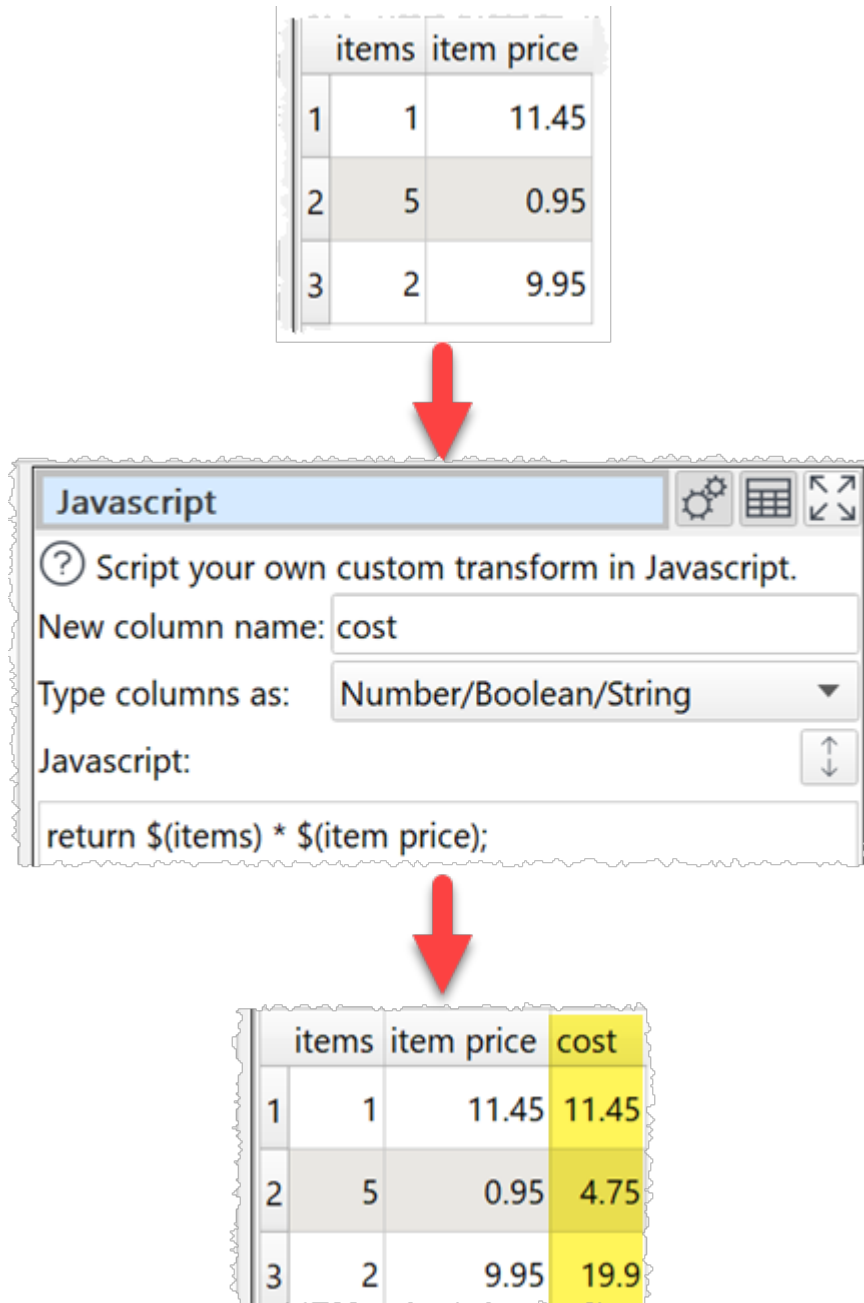 items item price
1 1 11.45
2 5 0.95
3 2 9.95
Javascript
? Script your own custom transform in Javascript.
New column name: cost
Type columns as: Number/Boolean/String
Javascript:
return $(items) * $(item price);
items item price cost
1 1 11.45 11.45
2 5 0.95 4.75
3 2 9.95 19.9